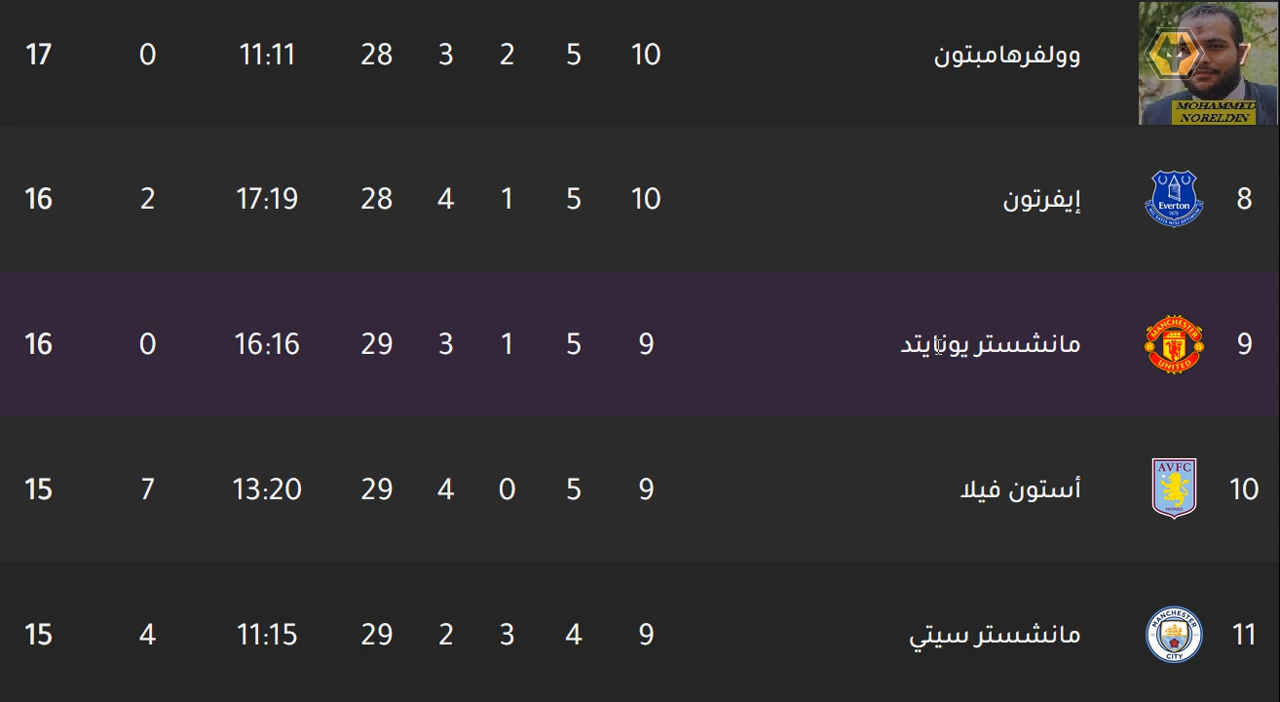 7 وولفرهامبتون 10 5 2 3 28 11:11 0 17
MOHAMMED
NORELDIN
8 Everton إيفرتون 10 5 1 4 28 17:19 2 16
9 MANCHESTER UNITED مانشستر يونايتد 9 5 1 3 29 16:16 0 16
10 AVFC أستون فيلا 9 5 0 4 29 13:20 7 15
11 MANCHESTER CITY مانشستر سيتي 9 4 3 2 29 11:15 4 15